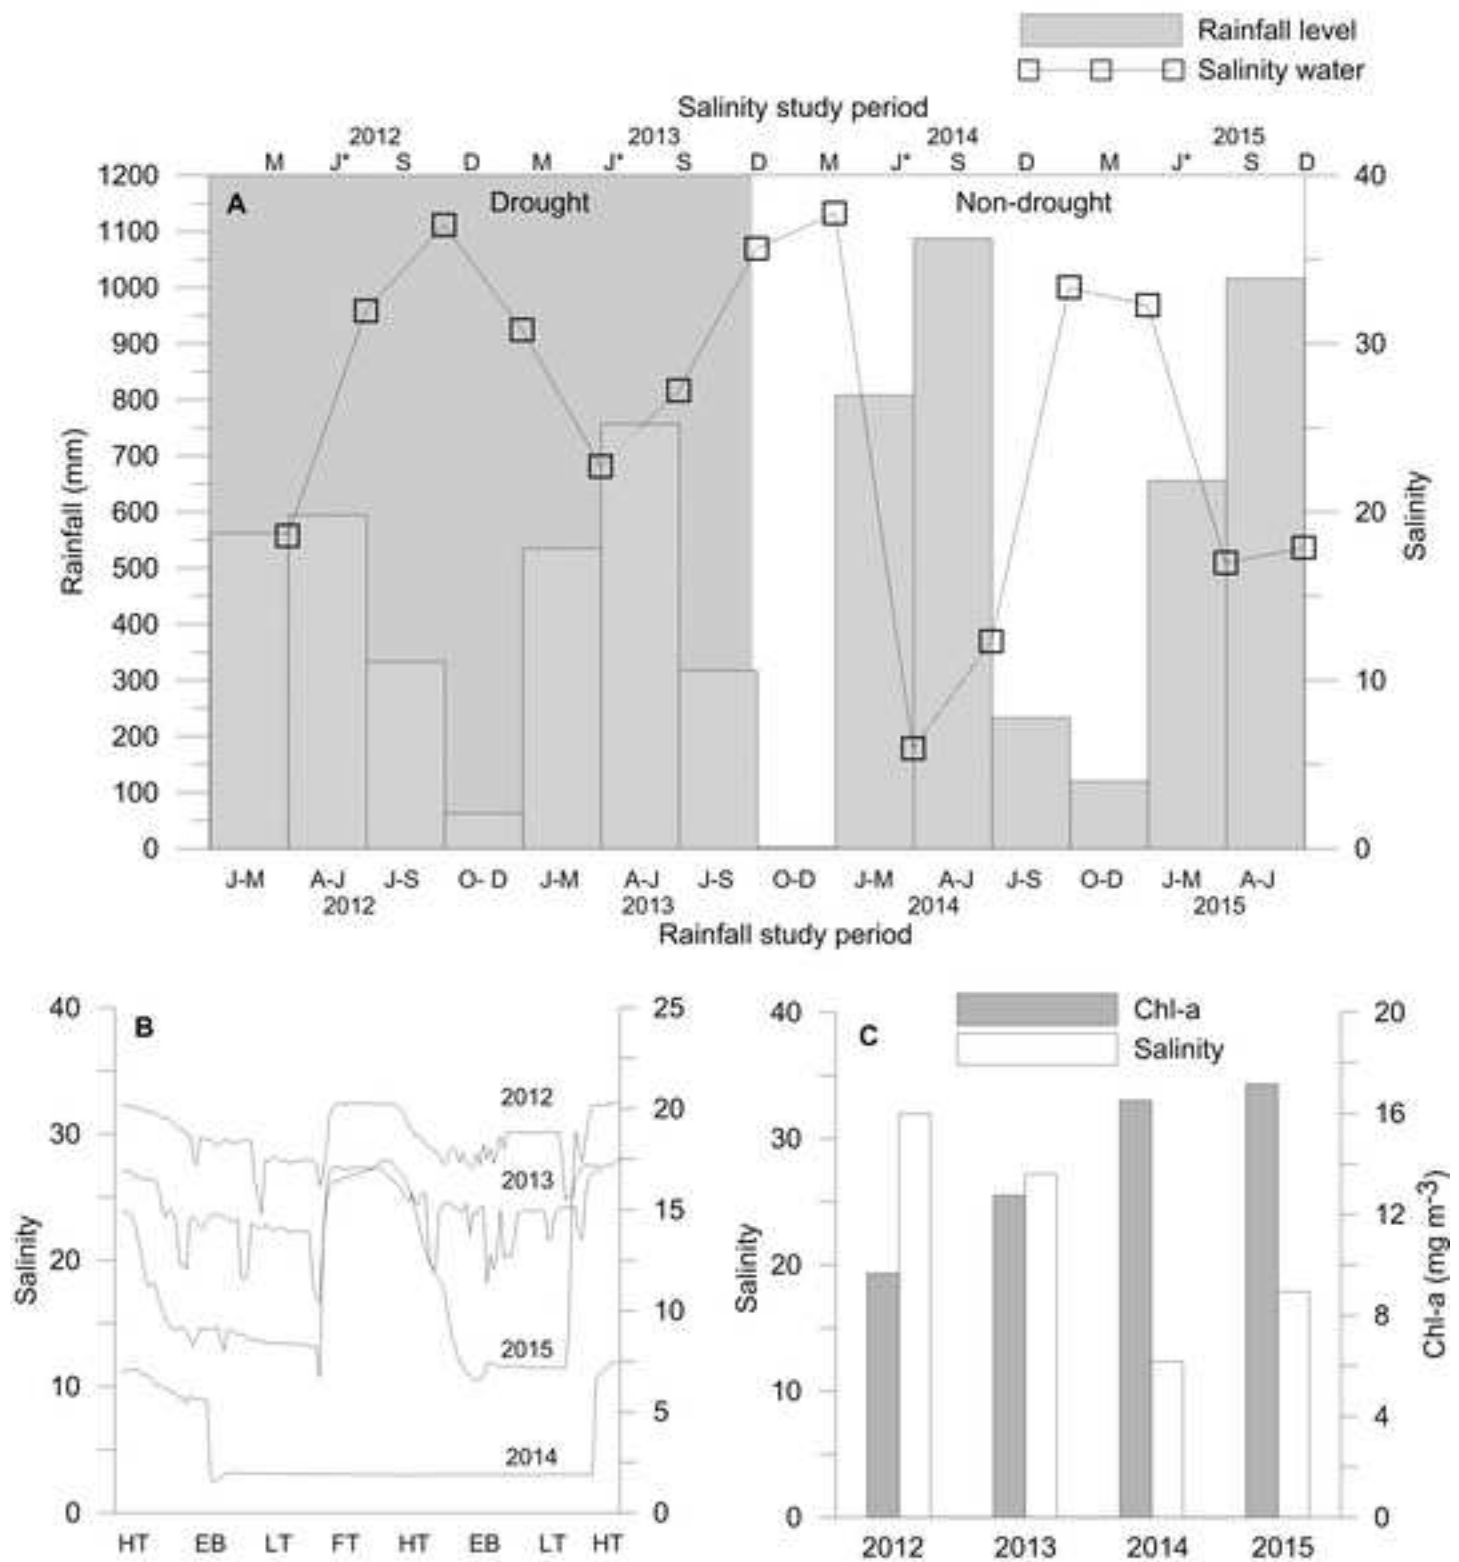 Rainfall level
Salinity water
Salinity study period
2012 2013 2014 2015
M J* S D M J* S D M J* S D M J* S D
1200 40
A Drought Non-drought
1100
1000
900 30
800
700
600 20
500
400
300 10
200
100
0 0
Rainfall (mm)
Salinity
J-M A-J J-S O- D J-M A-J J-S O-D J-M A-J J-S O-D J-M A-J
2012 2013 2014 2015
Rainfall study period
B
40 25
30 20
20 15
10 10
5
0 0
Salinity
2012
2013
2015
2014
HT EB LT FT HT EB LT HT
C
Chl-a
Salinity
40 20
30 16
20 12
10 8
4
0 0
Salinity
Chl-a (mg m-3)
2012 2013 2014 2015